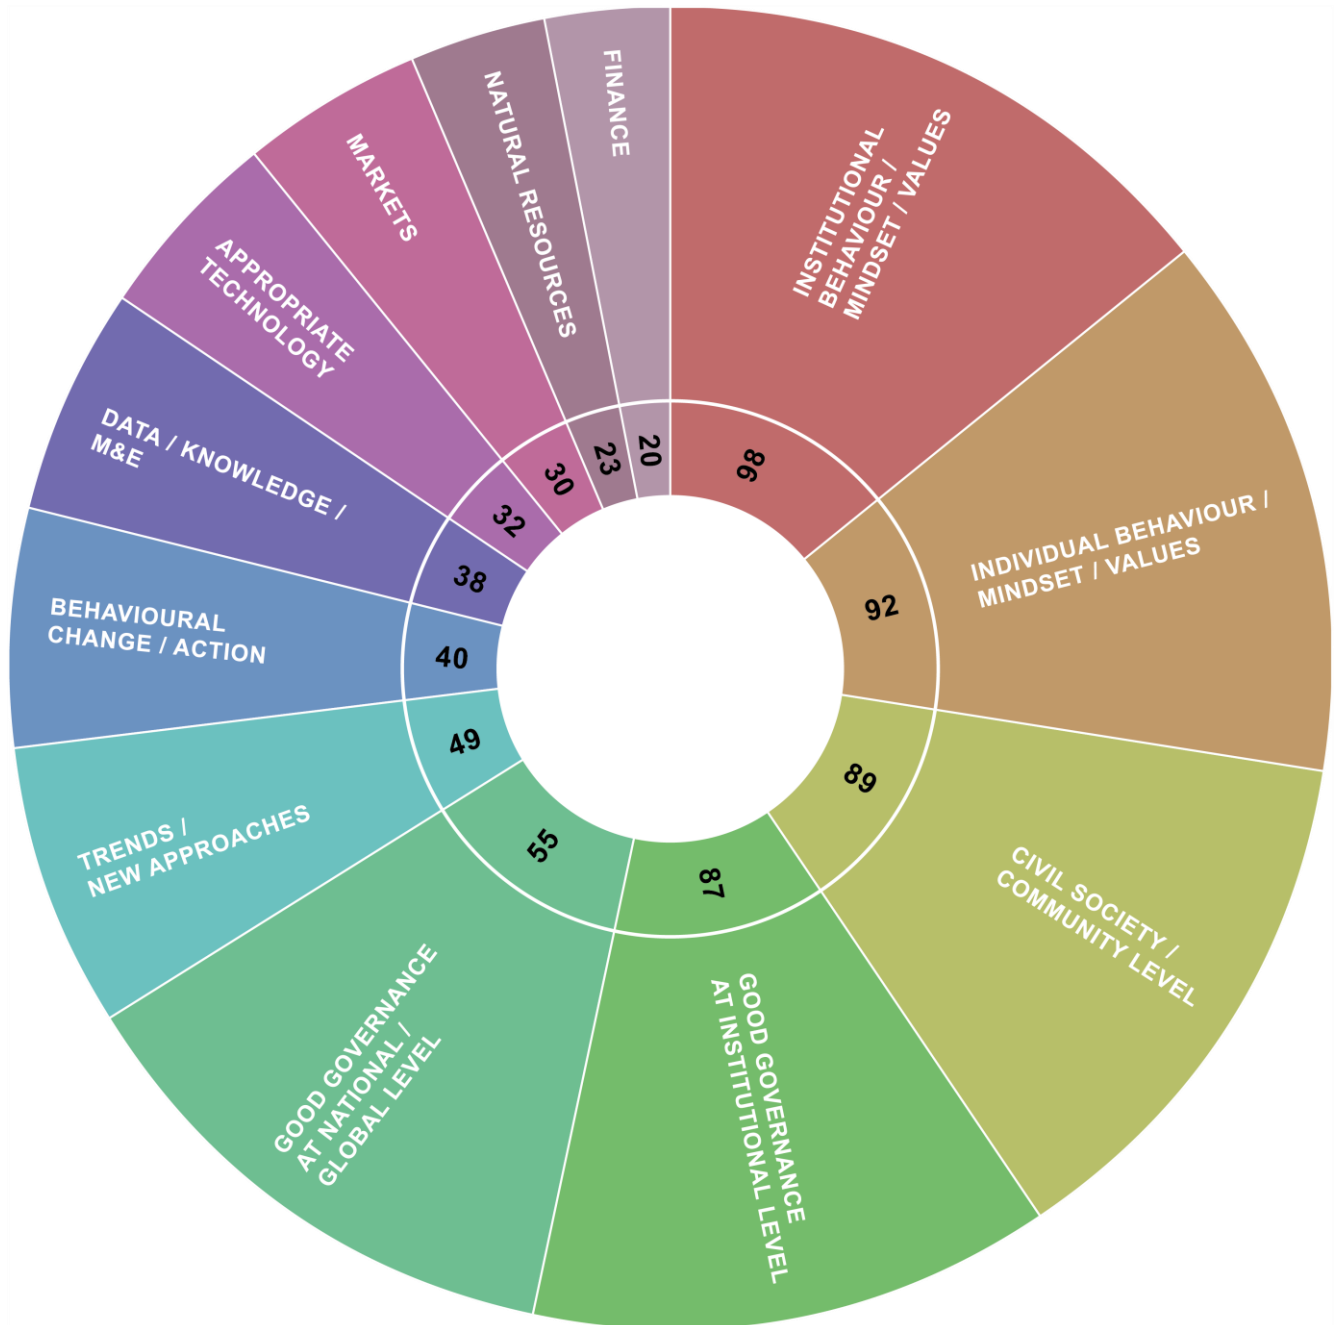 INSTITUTIONAL
BEHAVIOUR /
MINDSET / VALUES
98
INDIVIDUAL BEHAVIOUR /
MINDSET / VALUES
92
CIVIL SOCIETY /
COMMUNITY LEVEL
89
GOOD GOVERNANCE
AT INSTITUTIONAL LEVEL
87
GOOD GOVERNANCE
AT NATIONAL /
GLOBAL LEVEL
55
TRENDS /
NEW APPROACHES
49
BEHAVIOURAL
CHANGE / ACTION
40
DATA / KNOWLEDGE /
M&E
38
APPROPRIATE
TECHNOLOGY
32
MARKETS
30
NATURAL RESOURCES
23
FINANCE
20